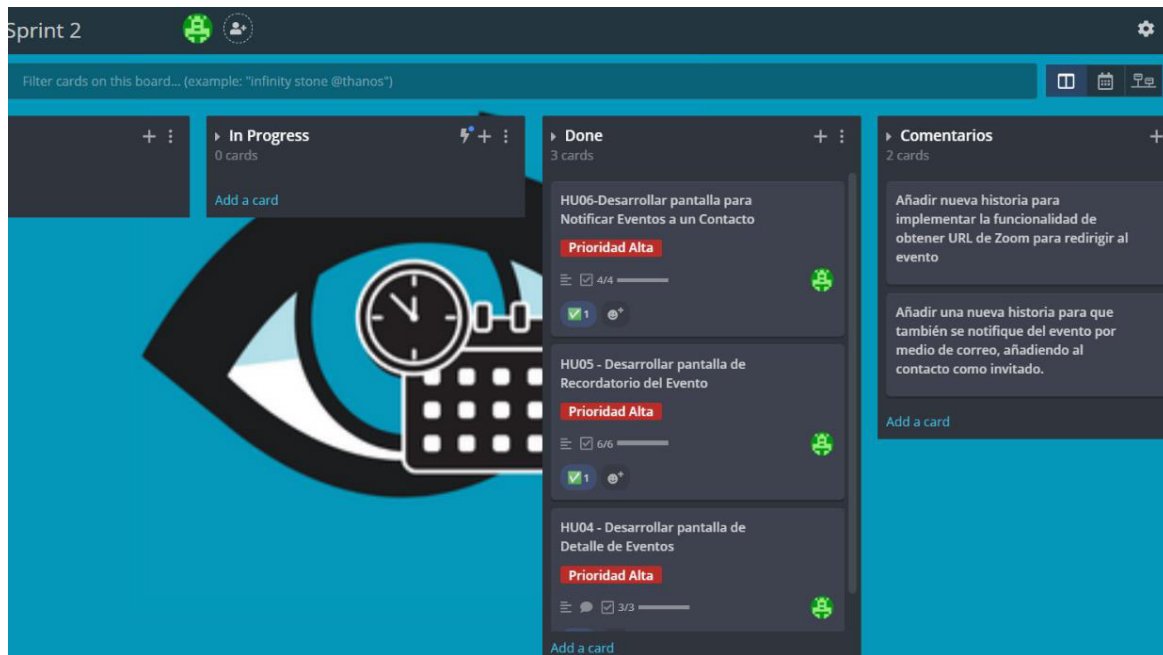 Sprint 2
Filter cards on this board... (example: "infinity stone @thanos")
In Progress
0 cards
Add a card
Done
3 cards
HU06-Desarrollar pantalla para
Notificar Eventos a un Contacto
Prioridad Alta
4/4
1
HU05 - Desarrollar pantalla de
Recordatorio del Evento
Prioridad Alta
6/6
1
HU04 - Desarrollar pantalla de
Detalle de Eventos
Prioridad Alta
3/3
Add a card
Comentarios
2 cards
Añadir nueva historia para
implementar la funcionalidad de
obtener URL de Zoom para redirigir al
evento
Añadir una nueva historia para que
también se notifique del evento por
medio de correo, añadiendo al
contacto como invitado.
Add a card